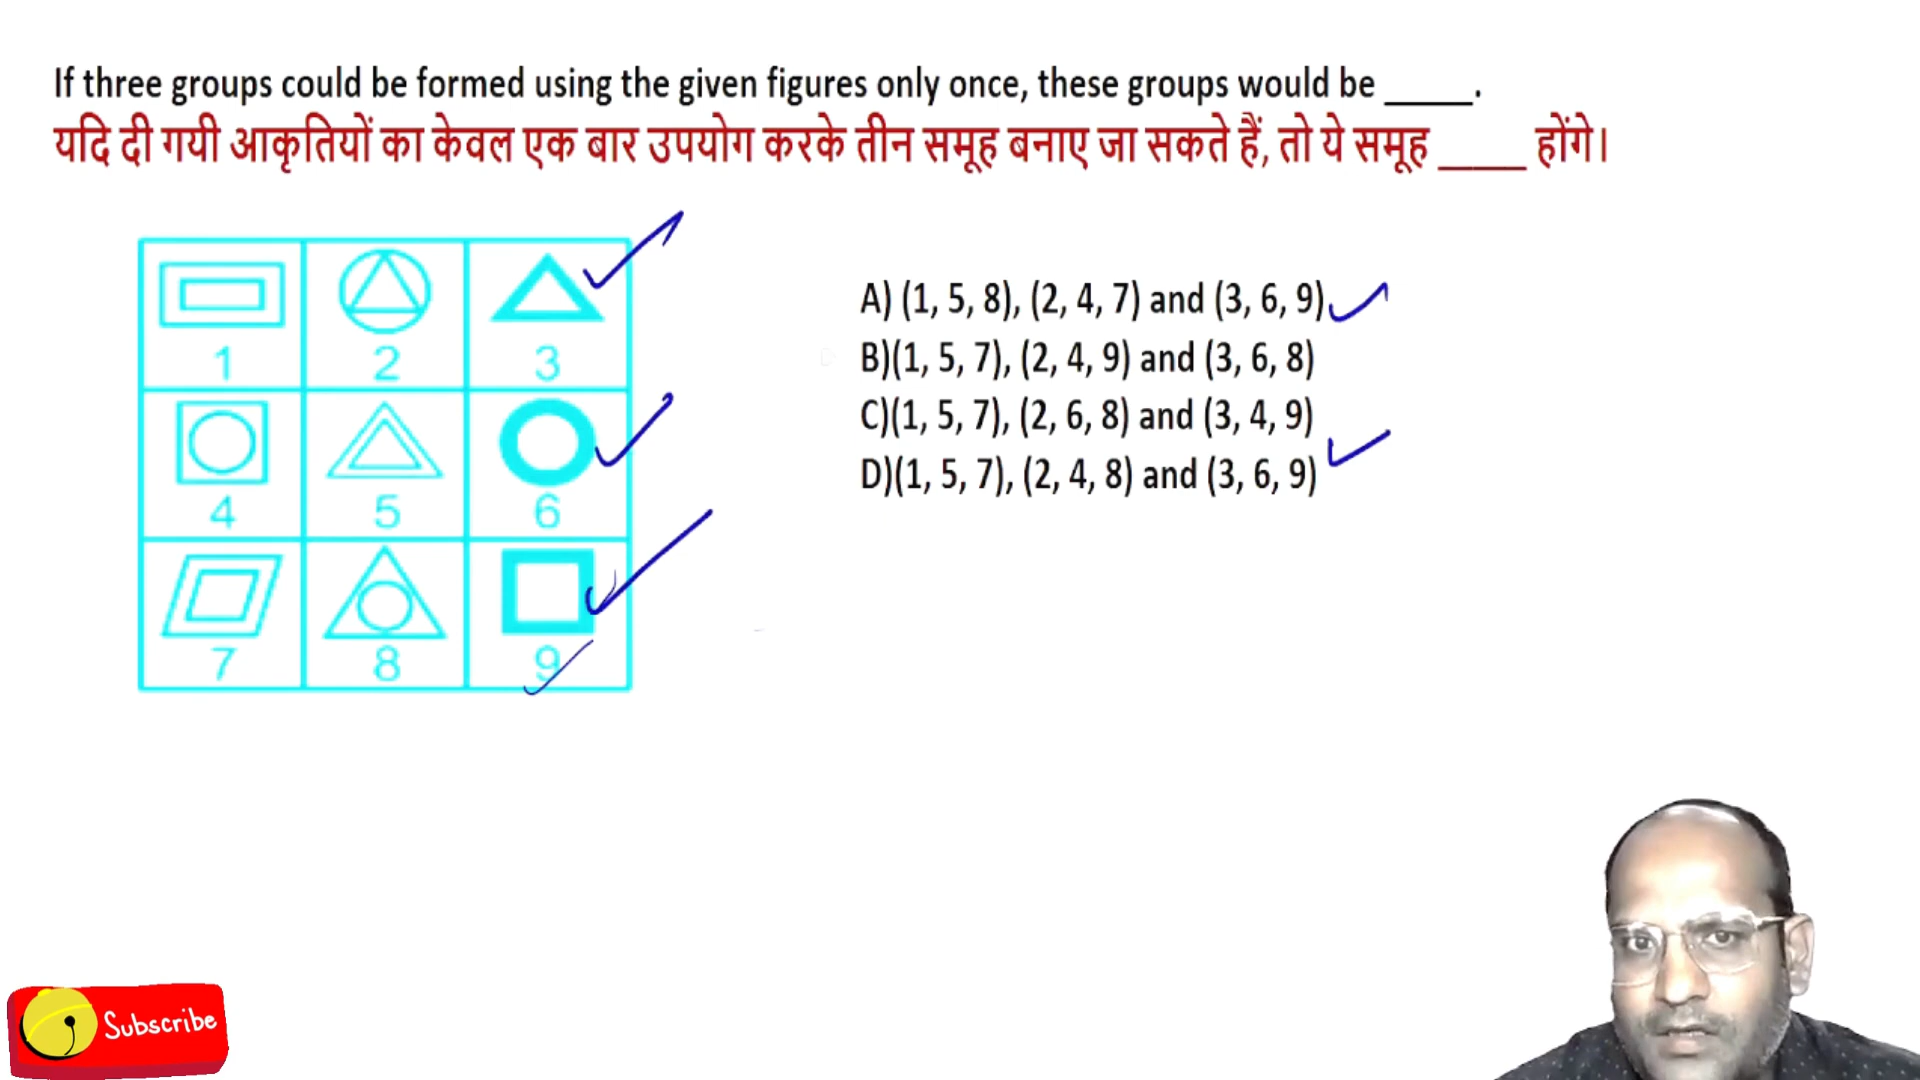 If three groups could be formed using the given figures only once, these groups would be _____.
यदि दी गयी आकृतियों का केवल एक बार उपयोग करके तीन समूह बनाए जा सकते हैं, तो ये समूह _____ होंगे।
1 2 3
4 5 6
7 8 9
A) (1, 5, 8), (2, 4, 7) and (3, 6, 9)
B)(1, 5, 7), (2, 4, 9) and (3, 6, 8)
C)(1, 5, 7), (2, 6, 8) and (3, 4, 9)
D)(1, 5, 7), (2, 4, 8) and (3, 6, 9)
Subscribe